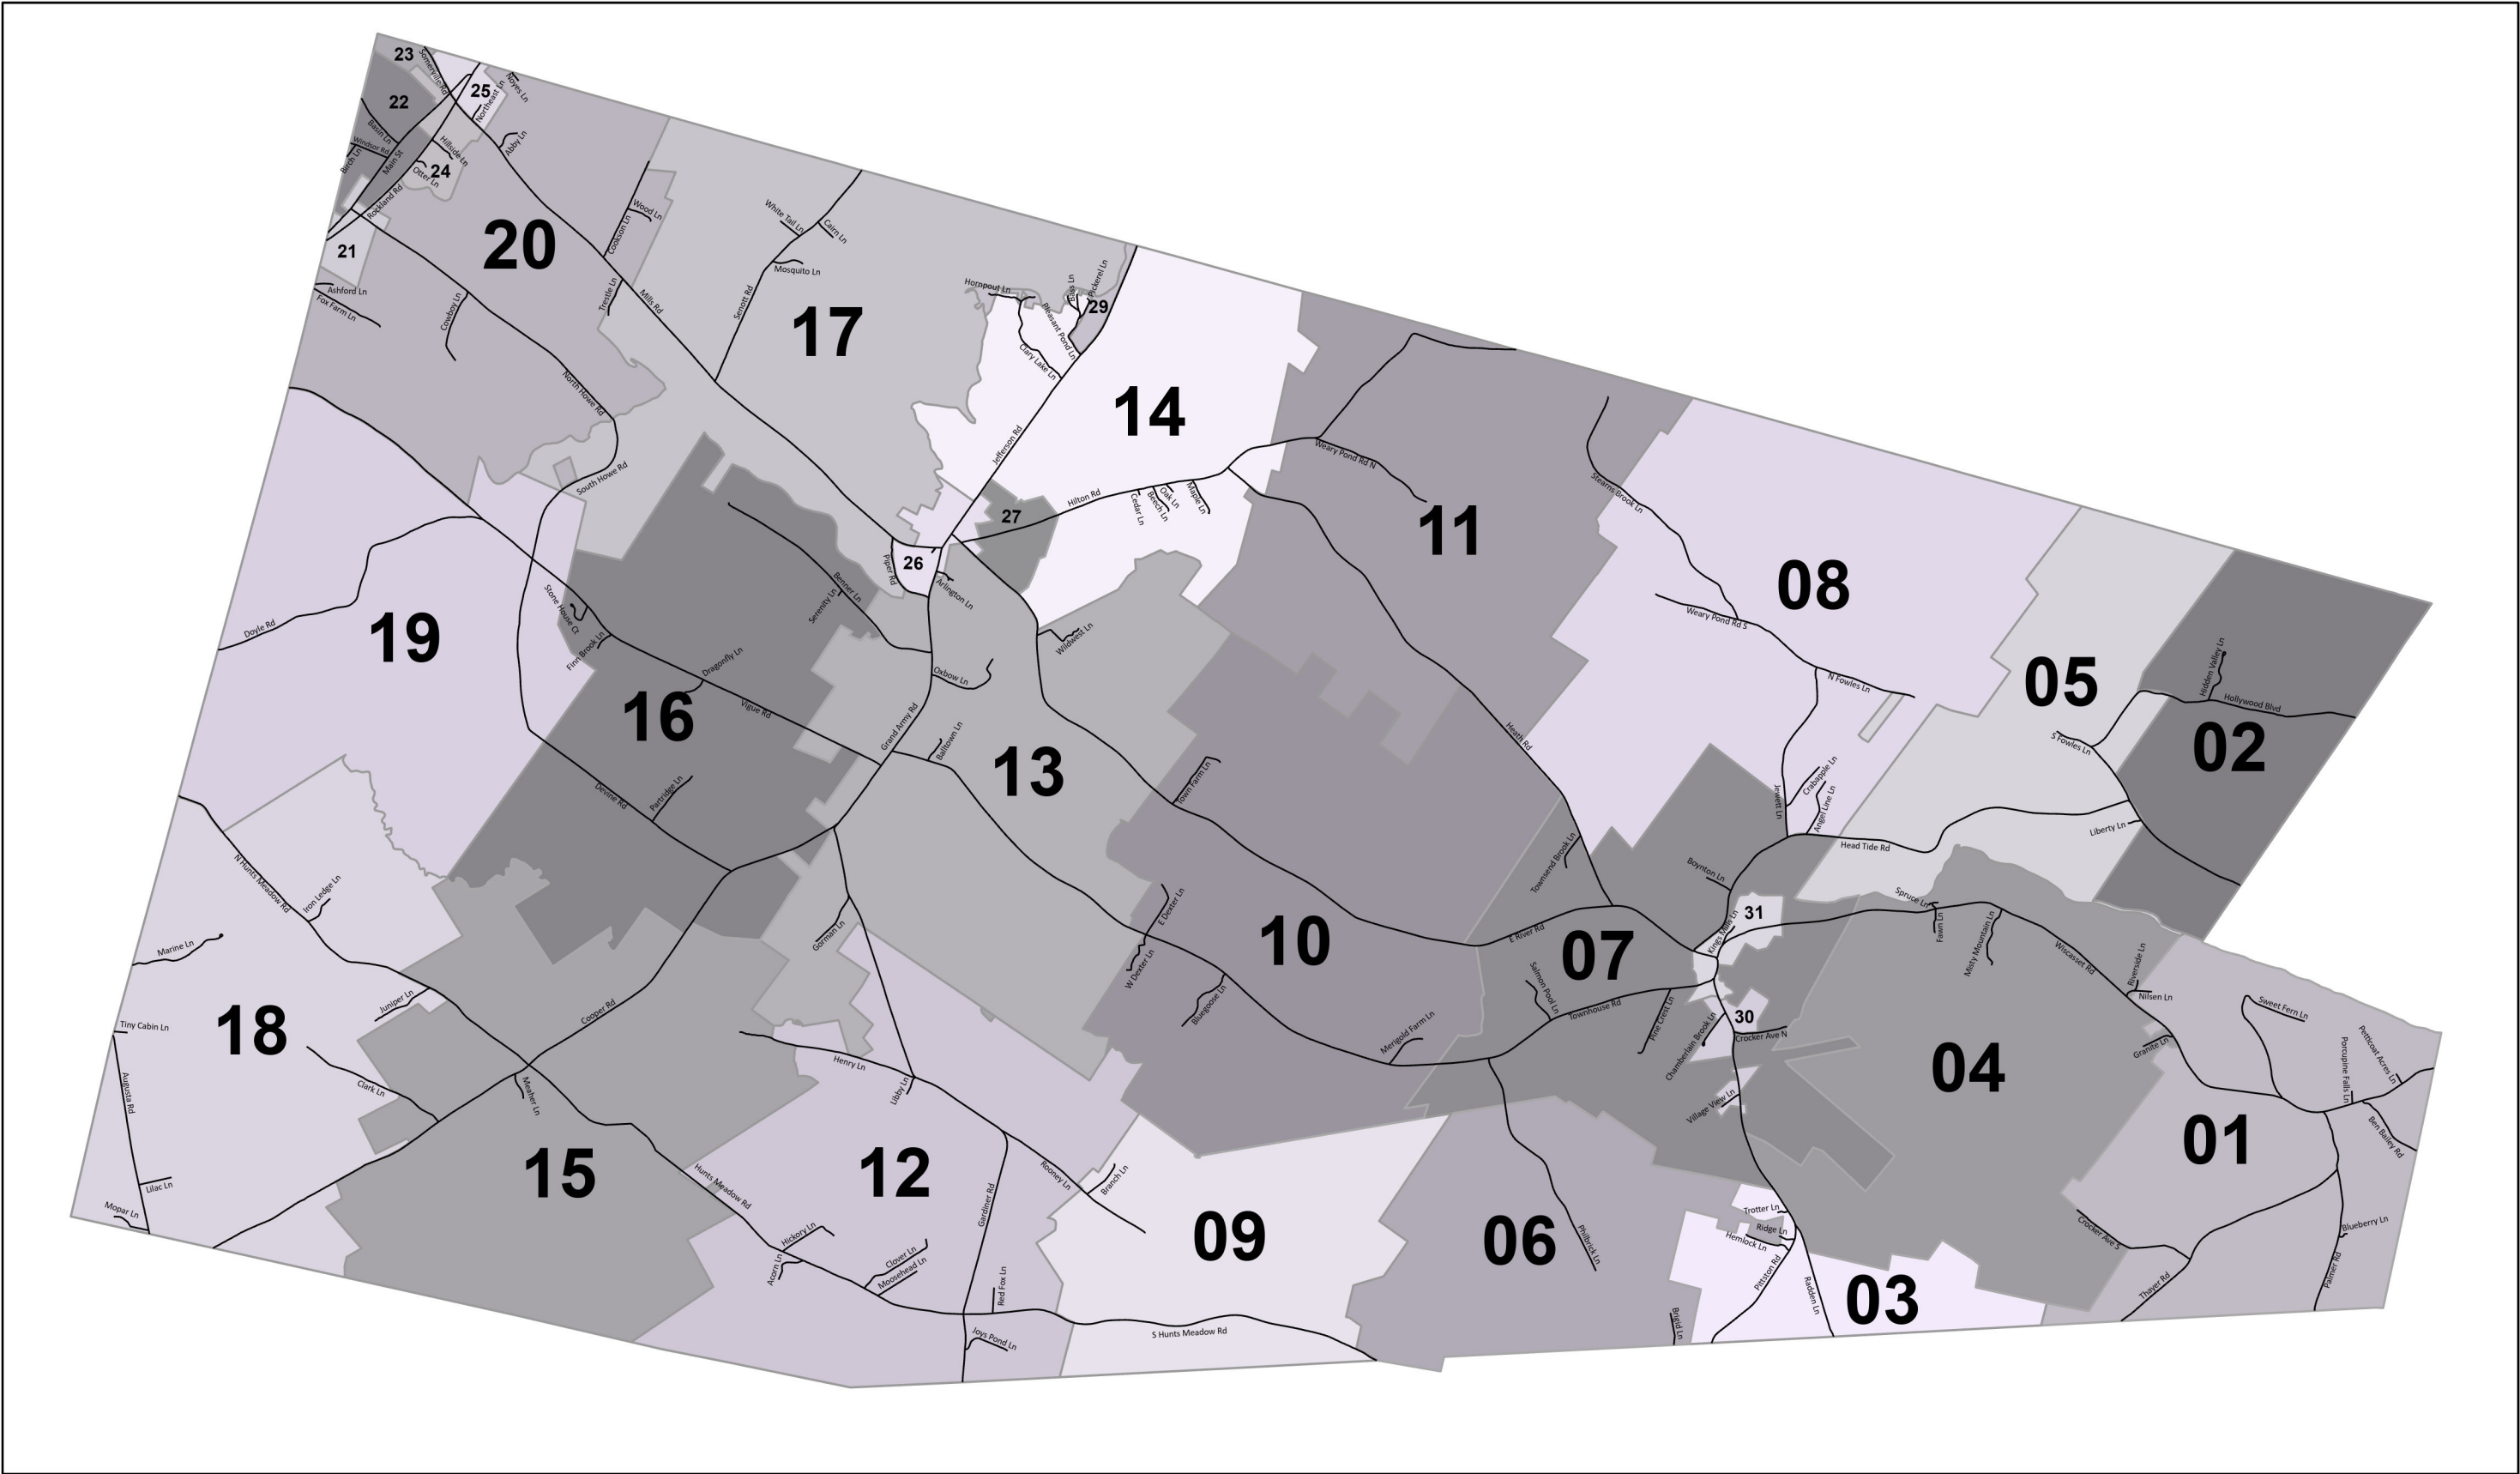 23
Somerville Rd
25
Noyes Ln
22
Northeast Ln
Basin Ln
Windsor Rd
Birch Ln
Main St
Hillside Ln
24
Otter Ln
Abby Ln
Rockland Rd
20
21
Ashford Ln
Fox Farm Ln
Cowboy Ln
Wood Ln
Cookson Ln
Trestle Ln
Mills Rd
White Tail Ln
Cairn Ln
Mosquito Ln
Senott Rd
17
Hornpout Ln
Bass Ln
Pickerel Ln
29
Pleasant Pond Ln
Clary Lake Ln
14
Jefferson Rd
North Howe Rd
South Howe Rd
Weary Pond Rd N
Hilton Rd
Cedar Ln
Beech Ln
Oak Ln
Maple Ln
27
11
Stearns Brook Ln
08
Weary Pond Rd S
N Fowles Ln
05
Hidden Valley Ln
Hollywood Blvd
S Fowles Ln
02
26
Piper Rd
Arlington Ln
Benner Ln
Serenity Ln
Wildwest Ln
Stone House Ct
Finn Brook Ln
Doyle Rd
19
Dragonfly Ln
16
Vigue Rd
Oxbow Ln
Grand Army Rd
Balltown Ln
13
Town Farm Ln
Heath Rd
Devine Rd
Partridge Ln
Jewett Ln
Crabapple Ln
Angel Line Ln
Head Tide Rd
Liberty Ln
Townsend Brook Ln
Boynton Ln
N Hunts Meadow Rd
Iron Ledge Ln
Marine Ln
Gorman Ln
E Dexter Ln
W Dexter Ln
10
E River Rd
07
31
Kings Mills Ln
Spruce Ln
Fawn Ln
Misty Mountain Ln
Wiscasset Rd
Riverside Ln
Nilsen Ln
Sweet Fern Ln
18
Juniper Ln
Cooper Rd
Bluegoose Ln
Salmon Pool Ln
Townhouse Rd
Pine Crest Ln
30
Crocker Ave N
Chamberlain Brook Ln
Merigold Farm Ln
Granite Ln
Porcupine Falls Ln
Petticoat Acres Ln
04
Tiny Cabin Ln
Augusta Rd
Clark Ln
Meaher Ln
Henry Ln
Libby Ln
Village View Ln
01
Ben Bailey Rd
15
12
Hunts Meadow Rd
Gardiner Rd
Rooney Ln
Branch Ln
Lilac Ln
Mopar Ln
09
06
Philbrick Ln
Trotter Ln
Ridge Ln
Hemlock Ln
Crocker Ave S
Blueberry Ln
Hickory Ln
Acorn Ln
Clover Ln
Moosehead Ln
Red Fox Ln
Pittston Rd
Radden Ln
03
Thayer Rd
Palmer Rd
Joys Pond Ln
S Hunts Meadow Rd
Brigid Ln